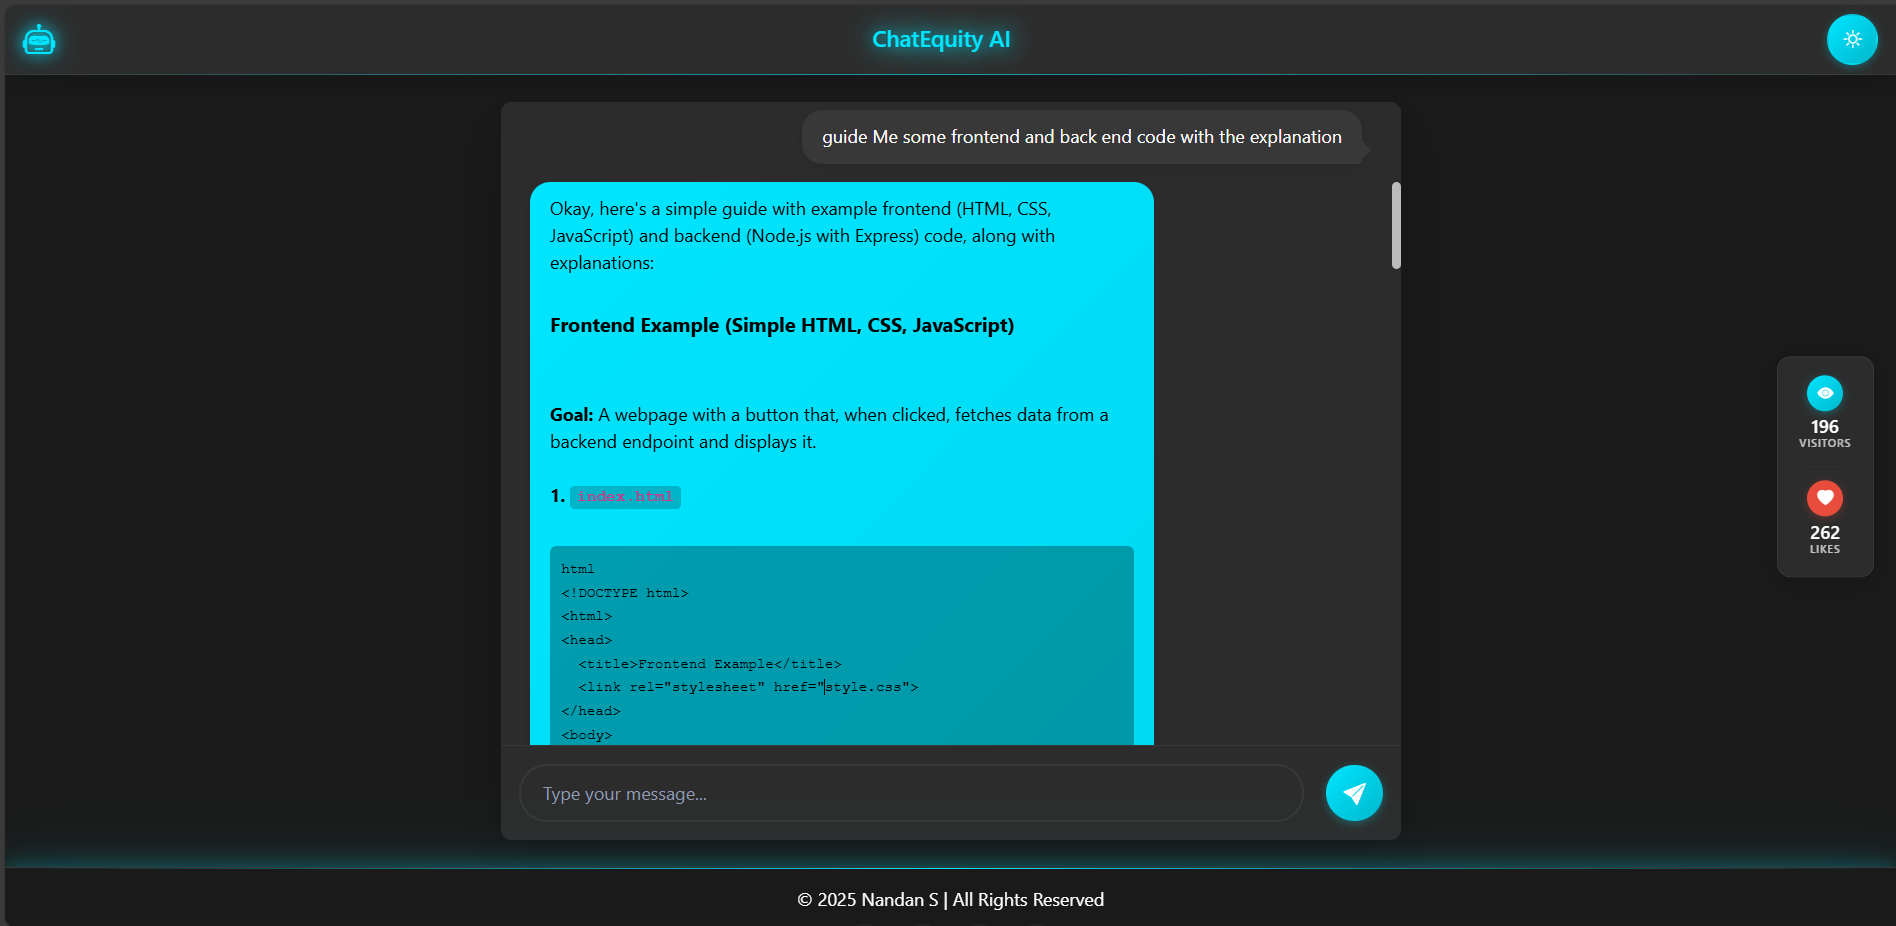 ChatEquity AI
guide Me some frontend and back end code with the explanation
Okay, here's a simple guide with example frontend (HTML, CSS,
JavaScript) and backend (Node.js with Express) code, along with
explanations:
Frontend Example (Simple HTML, CSS, JavaScript)
Goal: A webpage with a button that, when clicked, fetches data from a
backend endpoint and displays it.
1. index.html
html
<!DOCTYPE html>
<html>
<head>
  <title>Frontend Example</title>
  <link rel="stylesheet" href="style.css">
</head>
<body>
196
VISITORS
262
LIKES
Type your message...
© 2025 Nandan S | All Rights Reserved